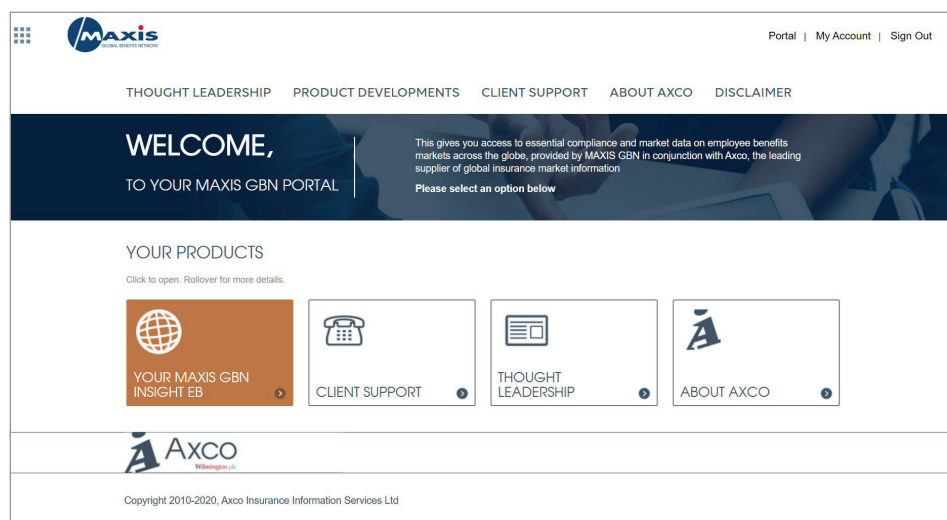 MAXIS
GLOBAL BENEFITS NETWORK
Portal | My Account | Sign Out
THOUGHT LEADERSHIP PRODUCT DEVELOPMENTS CLIENT SUPPORT ABOUT AXCO DISCLAIMER
WELCOME,
TO YOUR MAXIS GBN PORTAL
This gives you access to essential compliance and market data on employee benefits
markets across the globe, provided by MAXIS GBN in conjunction with Axco, the leading
supplier of global insurance market information
Please select an option below
YOUR PRODUCTS
Click to open. Rollover for more details.
YOUR MAXIS GBN
INSIGHT EB
CLIENT SUPPORT
THOUGHT
LEADERSHIP
ABOUT AXCO
Axco
Wilmington plc
Copyright 2010-2020, Axco Insurance Information Services Ltd